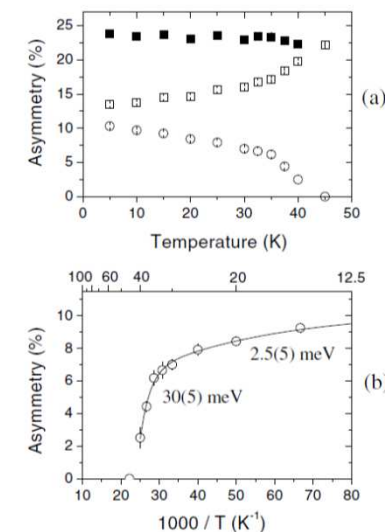 25
20
15
10
5
0
Asymmetry (%)
(a)
0 10 20 30 40 50
Temperature (K)
100 80 60 40 20 12.5
10
8
6
4
2
0
Asymmetry (%)
2.5(5) meV
30(5) meV
(b)
10 20 30 40 50 60 70 80
1000 / T (K⁻¹)